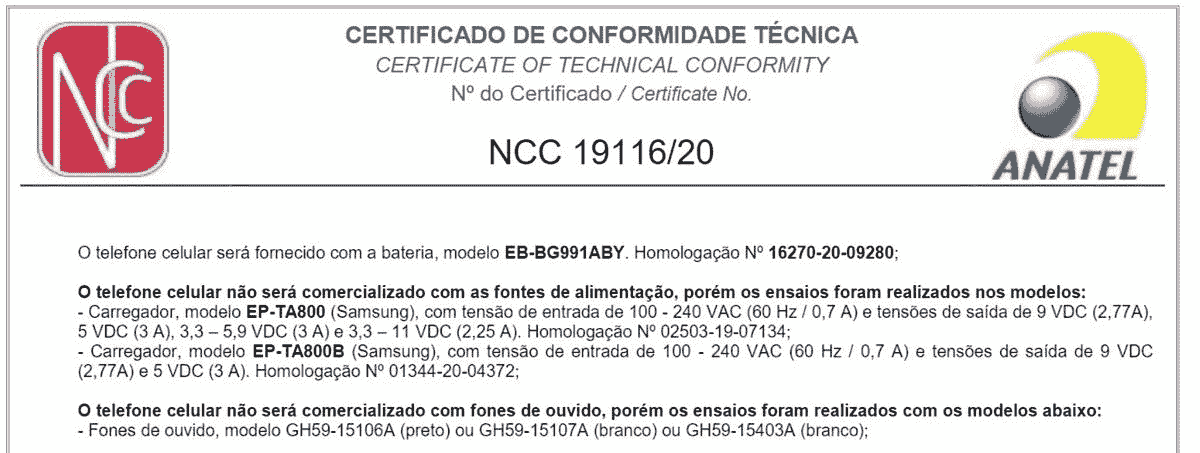 CERTIFICADO DE CONFORMIDADE TÉCNICA
CERTIFICATE OF TECHNICAL CONFORMITY
Nº do Certificado / Certificate No.
NCC
NCC 19116/20
ANATEL
O telefone celular será fornecido com a bateria, modelo EB-BG991ABY. Homologação Nº 16270-20-09280;
O telefone celular não será comercializado com as fontes de alimentação, porém os ensaios foram realizados nos modelos:
- Carregador, modelo EP-TA800 (Samsung), com tensão de entrada de 100 - 240 VAC (60 Hz / 0,7 A) e tensões de saída de 9 VDC (2,77A),
5 VDC (3 A), 3,3 – 5,9 VDC (3 A) e 3,3 – 11 VDC (2,25 A). Homologação Nº 02503-19-07134;
- Carregador, modelo EP-TA800B (Samsung), com tensão de entrada de 100 - 240 VAC (60 Hz / 0,7 A) e tensões de saída de 9 VDC
(2,77A) e 5 VDC (3 A). Homologação Nº 01344-20-04372;
O telefone celular não será comercializado com fones de ouvido, porém os ensaios foram realizados com os modelos abaixo:
- Fones de ouvido, modelo GH59-15106A (preto) ou GH59-15107A (branco) ou GH59-15403A (branco);